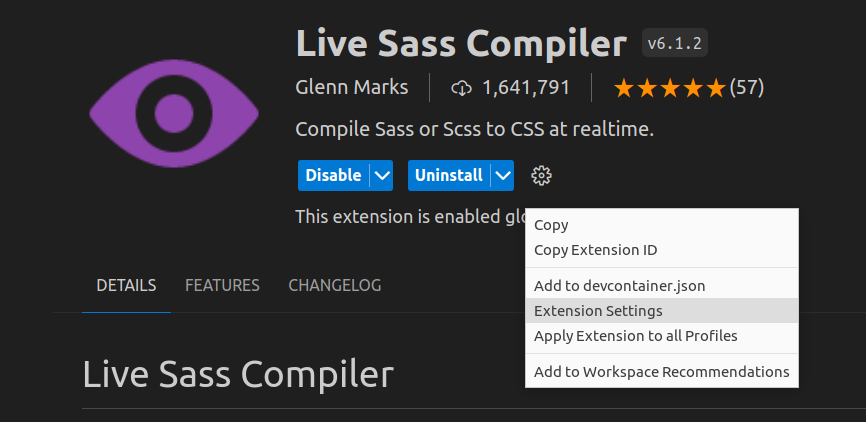 Live Sass Compiler v6.1.2
Glenn Marks 1,641,791 ★★★★★(57)
Compile Sass or Scss to CSS at realtime.
Disable Uninstall
This extension is enabled
Copy
Copy Extension ID
Add to devcontainer.json
Extension Settings
Apply Extension to all Profiles
Add to Workspace Recommendations
DETAILS FEATURES CHANGELOG
Live Sass Compiler